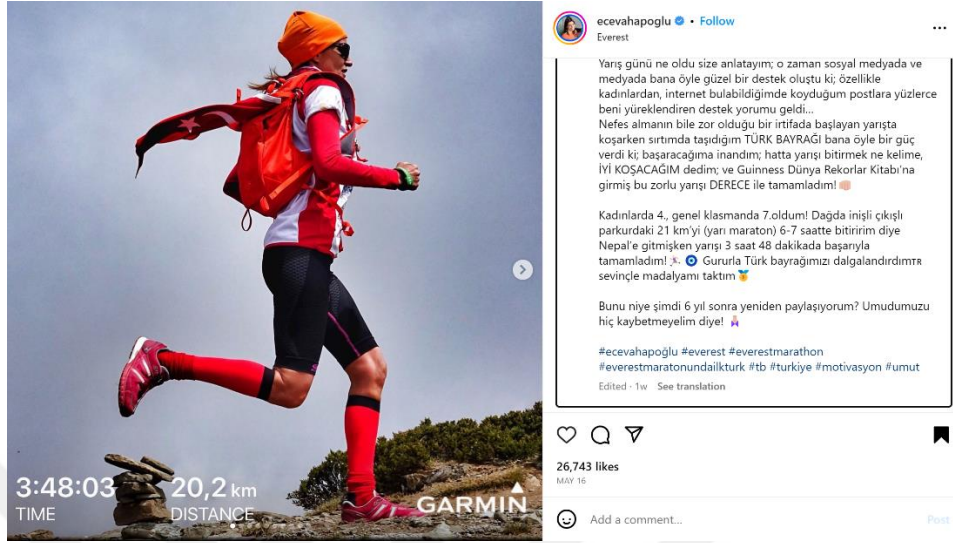 ecevahapoglu • Follow
Everest
Yarış günü ne oldu size anlatayım; o zaman sosyal medyada ve
medyada bana öyle güzel bir destek oluştu ki; özellikle
kadınlardan, internet bulabildiğimde koyduğum postlara yüzlerce
beni yüreklendiren destek yorumu geldi...
Nefes almanın bile zor olduğu bir irtifada başlayan yarışta
koşarken sırtımda taşıdığım TÜRK BAYRAĞI bana öyle bir güç
verdi ki; başaracağıma inandım; hatta yarışı bitirmek ne kelime,
İYİ KOŞACAĞIM dedim; ve Guinness Dünya Rekorlar Kitabı'na
girmiş bu zorlu yarışı DERECE ile tamamladım!👊🏻
Kadınlarda 4., genel klasmanda 7.oldum! Dağda inişli çıkışlı
parkurdaki 21 km'yi (yarı maraton) 6-7 saatte bitiririm diye
Nepal'e gitmişken yarışı 3 saat 48 dakikada başarıyla
tamamladım!🏃🏻‍♀️ 🧿 Gururla Türk bayrağımızı dalgalandırdım🇹🇷
sevinçle madalyamı taktım🏅
Bunu niye şimdi 6 yıl sonra yeniden paylaşıyorum? Umudumuzu
hiç kaybetmeyelim diye! 🧘🏻‍♀️
#ecevahapoğlu #everest #everestmarathon
#everestmaratonundailkturk #tb #turkiye #motivasyon #umut
Edited · 1w See translation
26,743 likes
MAY 16
Add a comment...
Post
3:48:03
TIME
20,2 km
DISTANCE
GARMIN